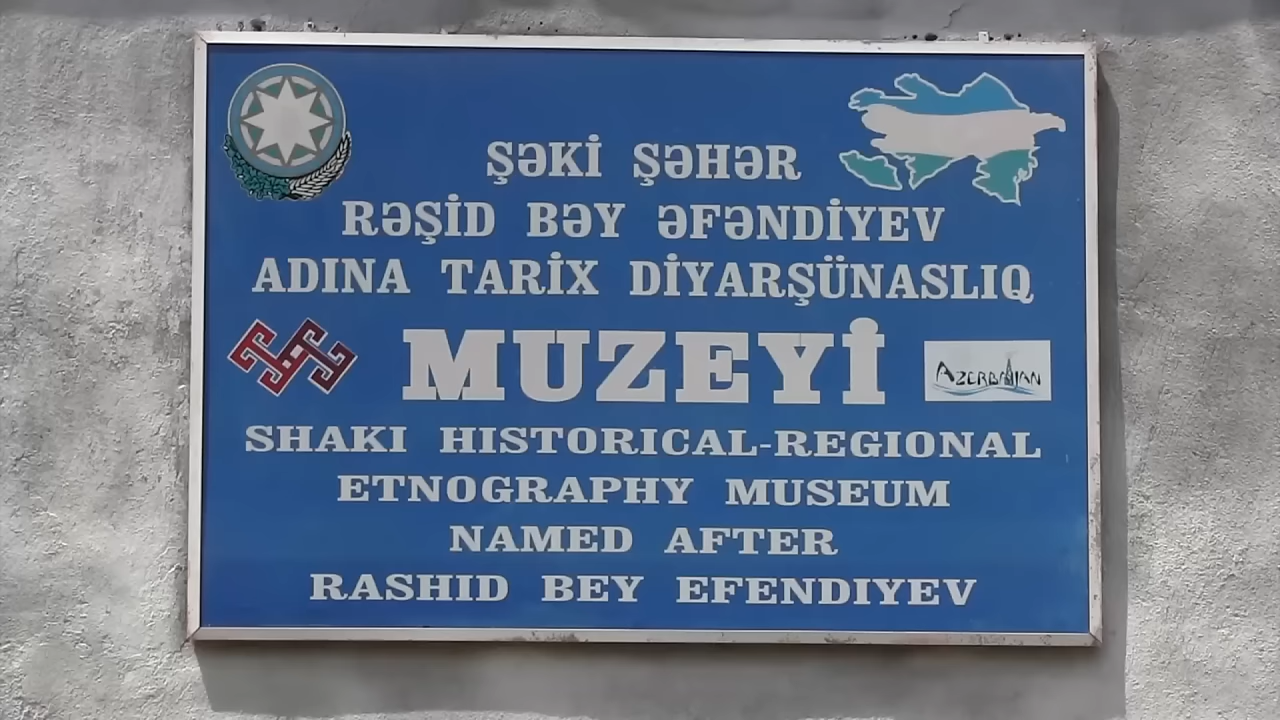 ŞƏKİ ŞƏHƏR
RƏŞİD BƏY ƏFƏNDİYEV
ADINA TARİX DİYARŞÜNASLIQ
MUZEYİ
AZERBAIJAN
SHAKI HISTORICAL-REGIONAL
ETNOGRAPHY MUSEUM
NAMED AFTER
RASHID BEY EFENDIYEV